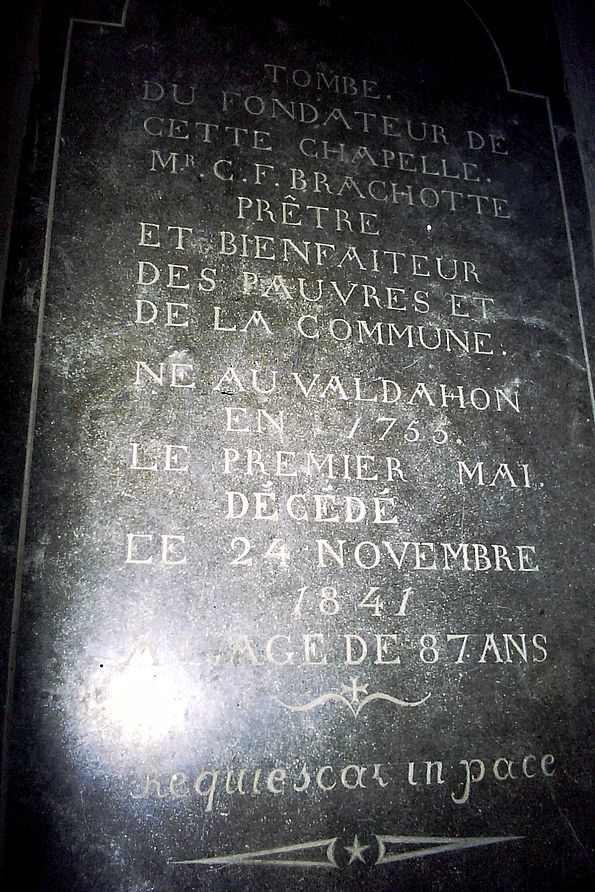 TOMBE.
DU FONDATEUR DE
CETTE CHAPELLE.
MR. C.F. BRACHOTTE
PRÊTRE
ET BIENFAITEUR
DES PAUVRES ET
DE LA COMMUNE.
NE AU VALDAHON
EN 1755.
LE PREMIER MAI.
DÉCÉDÉ
LE 24 NOVEMBRE
1841
A L'AGE DE 87 ANS
Requiescat in pace